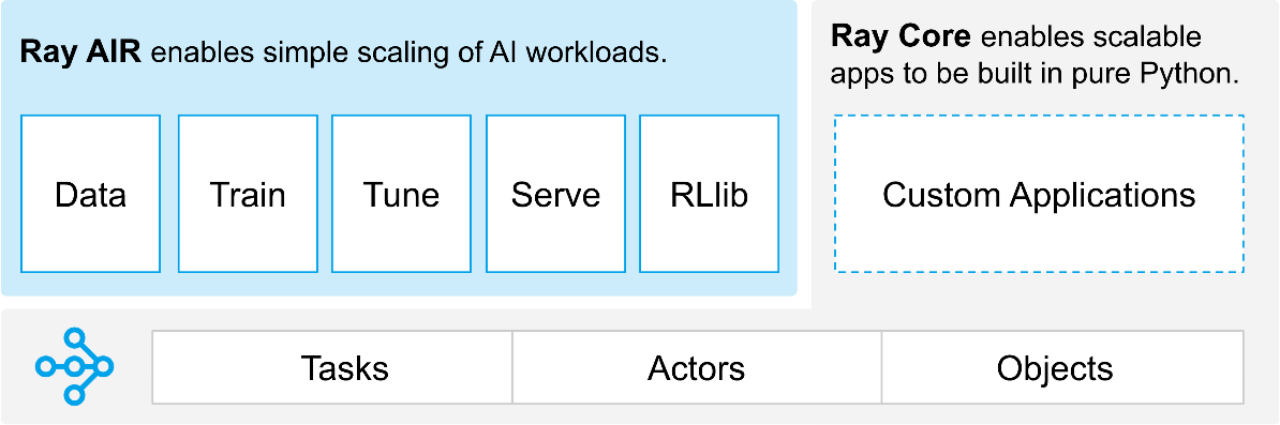 Ray AIR enables simple scaling of AI workloads.
Ray Core enables scalable
apps to be built in pure Python.
Data
Train
Tune
Serve
RLlib
Custom Applications
Tasks
Actors
Objects